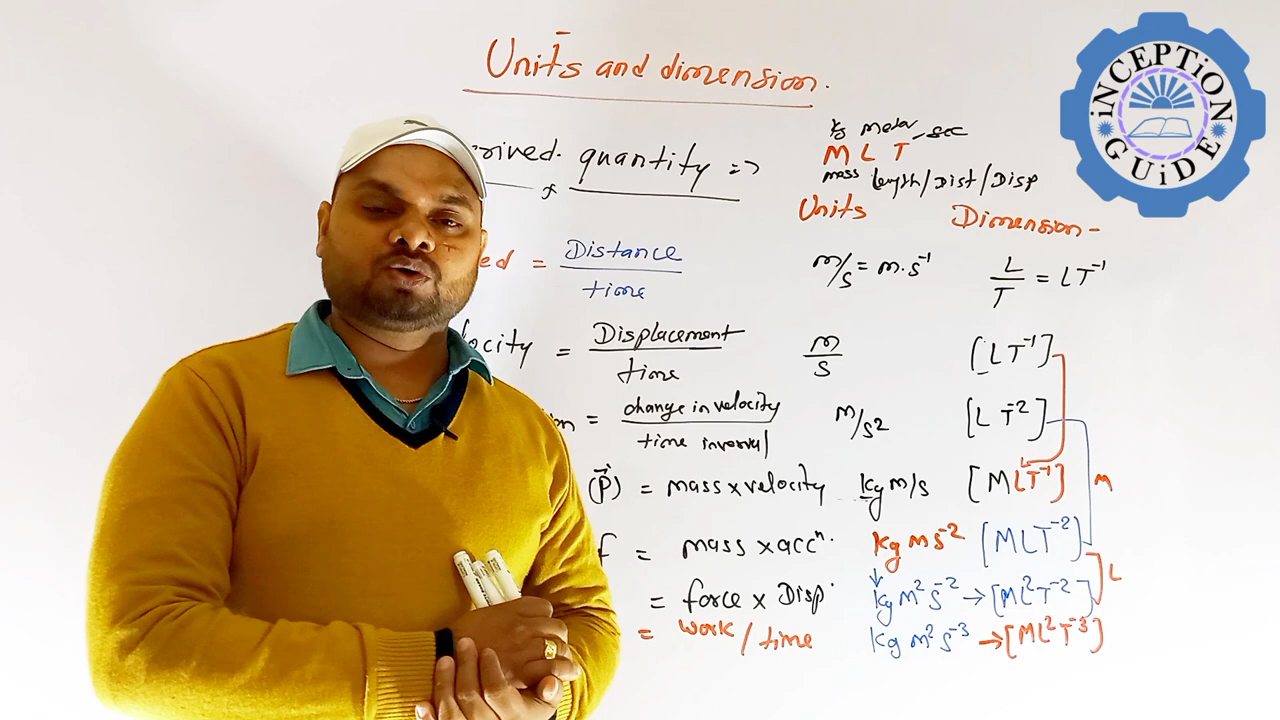 Units and dimension.
iNCEPTiON GUiDE
rived. quantity =>
kg meter sec
M L T
mass length/Dist/Disp
Units Dimension-
ed = Distance/time m/s = m.s⁻¹ L/T = LT⁻¹
ocity = Displacement/time m/s [LT⁻¹]
on = change in velocity/time inverval m/s2 [LT⁻²]
(P⃗) = mass x velocity kg m/s [MLT⁻¹] M
f = mass x accⁿ. kg m s⁻² [MLT⁻²]
= force x Disp. kg m² s⁻² → [ML²T⁻²] L
= work / time kg m² s⁻³ → [ML²T⁻³]